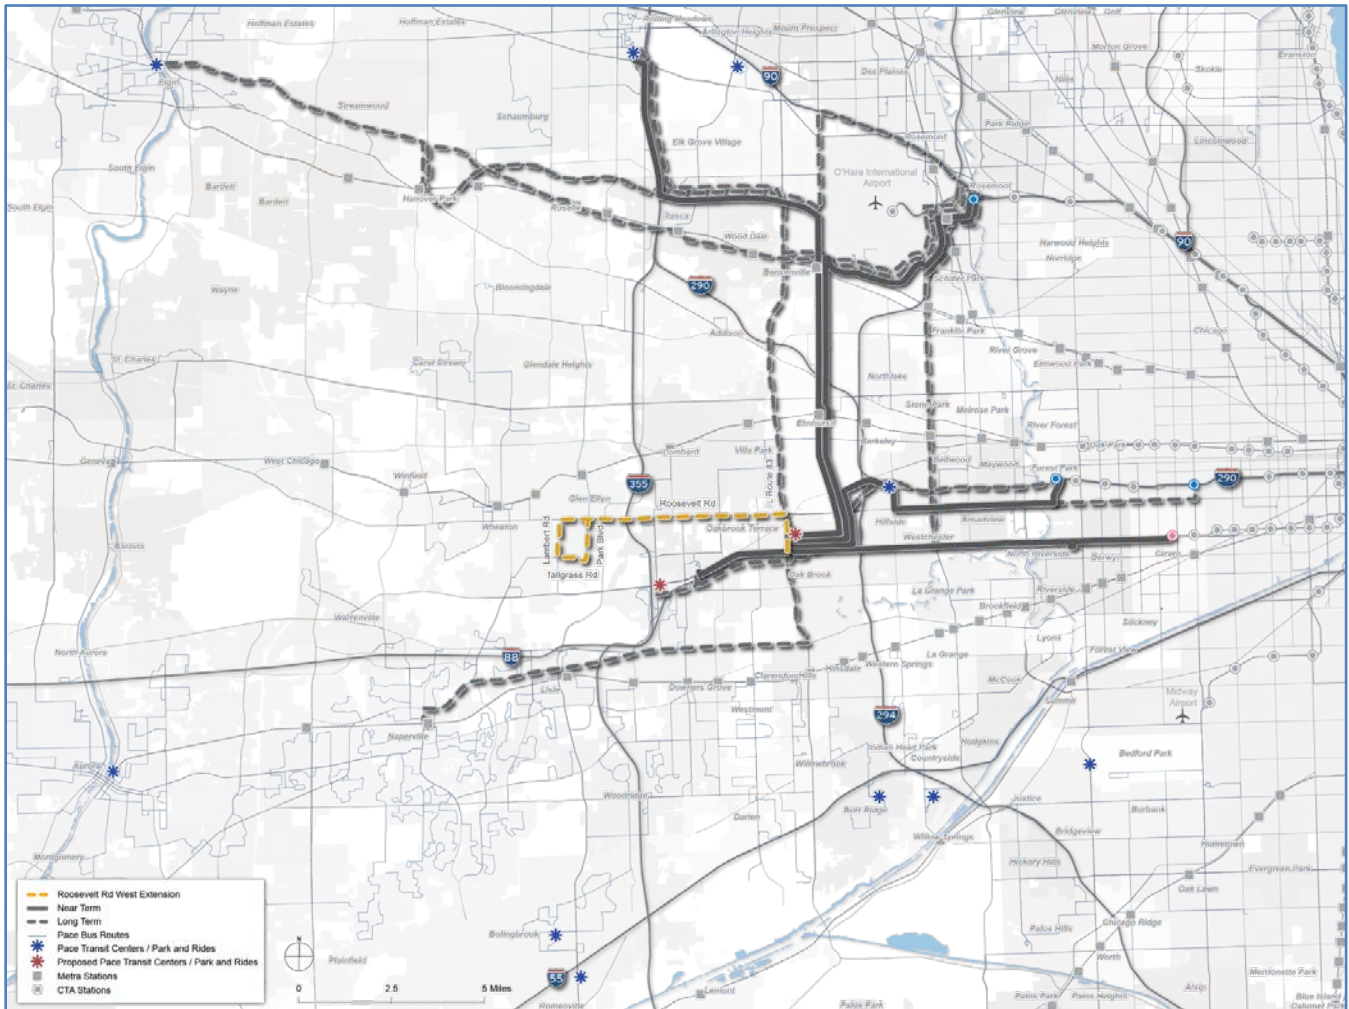 Hoffman Estates
Hoffman Estates
Rolling Meadows
Arlington Heights
Mount Prospect
Glenview
Golf
Morton Grove
Skokie
Evanston
Des Plaines
Niles
90
Elgin
Streamwood
Schaumburg
Elk Grove Village
Rosemont
Park Ridge
Lincolnwood
South Elgin
Bartlett
Bartlett
Hanover Park
Roselle
Itasca
Wood Dale
O'Hare International
Airport
Rosemont
South Elgin
Harwood Heights
Norridge
90
Bensenville
Schiller Park
Wayne
Bloomingdale
290
Addison
Franklin Park
River Grove
Elmwood Park
Chicago
St. Charles
St. Charles
Carol Stream
Glendale Heights
Northlake
Stone Park
Melrose Park
River Forest
Elmhurst
Berkeley
Bellwood
Maywood
Forest Park
Oak Park
Geneva
West Chicago
Winfield
Lombard
Villa Park
IL Route 83
355
290
Glen Ellyn
Wheaton
Roosevelt Rd
Oakbrook Terrace
Lambert Rd
Park Blvd
Tallgrass Rd
Hillside
Broadview
Westchester
North Riverside
Berwyn
Cicero
Batavia
Oak Brook
La Grange Park
Riverside
Brookfield
Stickney
Warrenville
North Aurora
88
Lyons
Forest View
La Grange
Western Springs
Hinsdale
Clarendon Hills
McCook
Summit
Midway
Airport
Lisle
Downers Grove
Westmont
Naperville
294
Indian Head Park
Countryside
Hodgkins
Bedford Park
Willowbrook
Aurora
Woodridge
Burr Ridge
Justice
Burbank
Darien
Bridgeview
Willow Springs
Hometown
Hickory Hills
Evergreen Park
Montgomery
Oak Lawn
Chicago Ridge
Palos Hills
Bolingbrook
Plainfield
Worth
Merrionette Park
55
Romeoville
Lemont
Alsip
Palos Park
Palos Park
Palos Heights
Blue Island
Calumet Park
Roosevelt Rd West Extension
Near Term
Long Term
Pace Bus Routes
Pace Transit Centers / Park and Rides
Proposed Pace Transit Centers / Park and Rides
Metra Stations
CTA Stations
N
0 2.5 5 Miles